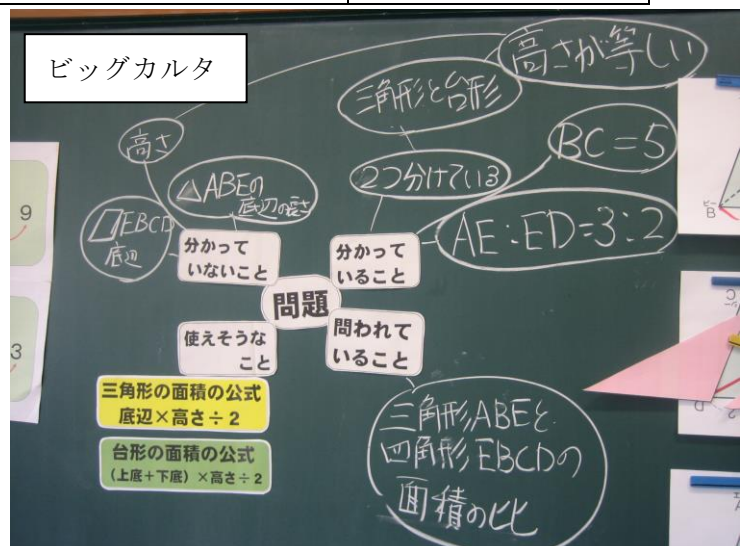 ビッグカルタ
高さが等しい
三角形と台形
高さ
BC=5
△ABEの
底辺の長さ
2つ分けている
EBCD
底辺
AE:ED=3:2
分かって
いないこと
分かって
いること
問題
使えそうな
こと
問われて
いること
三角形の面積の公式
底辺×高さ÷2
台形の面積の公式
(上底+下底)×高さ÷2
三角形ABEと
四角形EBCDの
面積の比
9
3
ビー
B
D
2